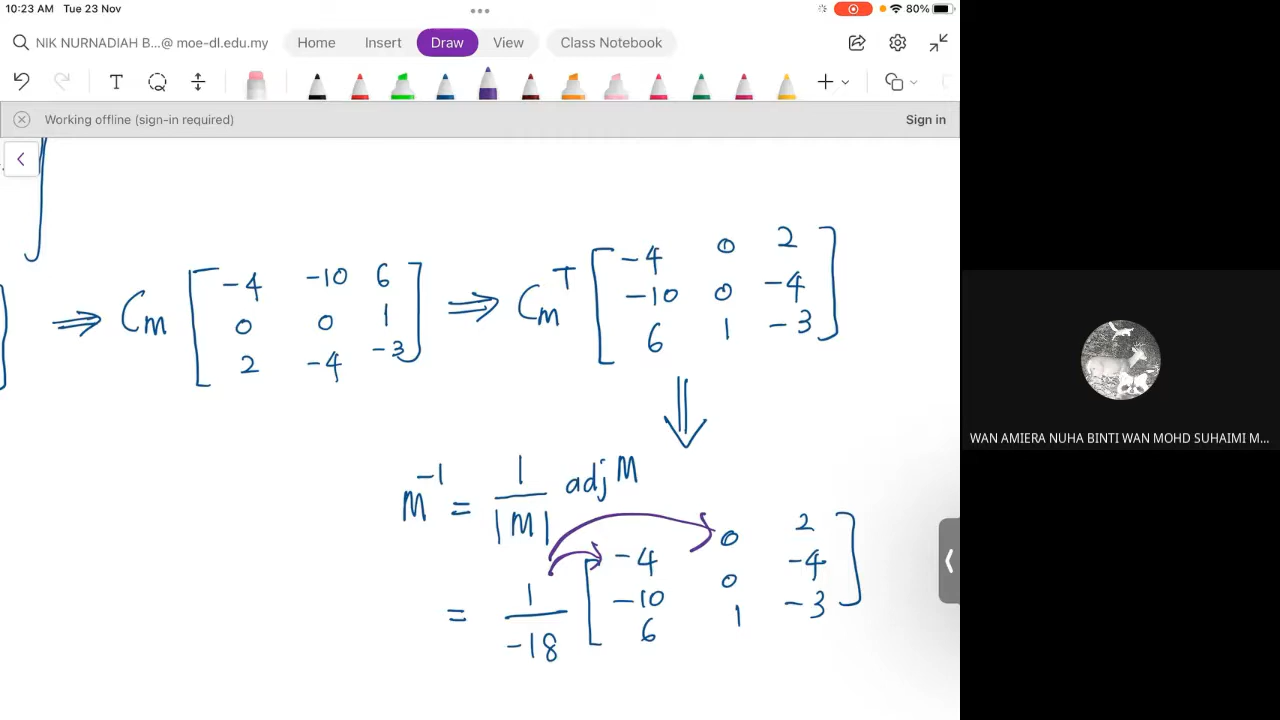 10:23 AM Tue 23 Nov
80%
NIK NURNADIAH B...@ moe-dl.edu.my
Home Insert Draw View Class Notebook
T
Working offline (sign-in required) Sign in
⇒ Cm [ -4 -10 6
0 0 1
2 -4 -3 ]
⇒ Cm^T [ -4 0 2
-10 0 -4
6 1 -3 ]
⇓
M^-1 = 1/|M| adj M
= 1/-18 [ -4 0 2
-10 0 -4
6 1 -3 ]
WAN AMIERA NUHA BINTI WAN MOHD SUHAIMI M...